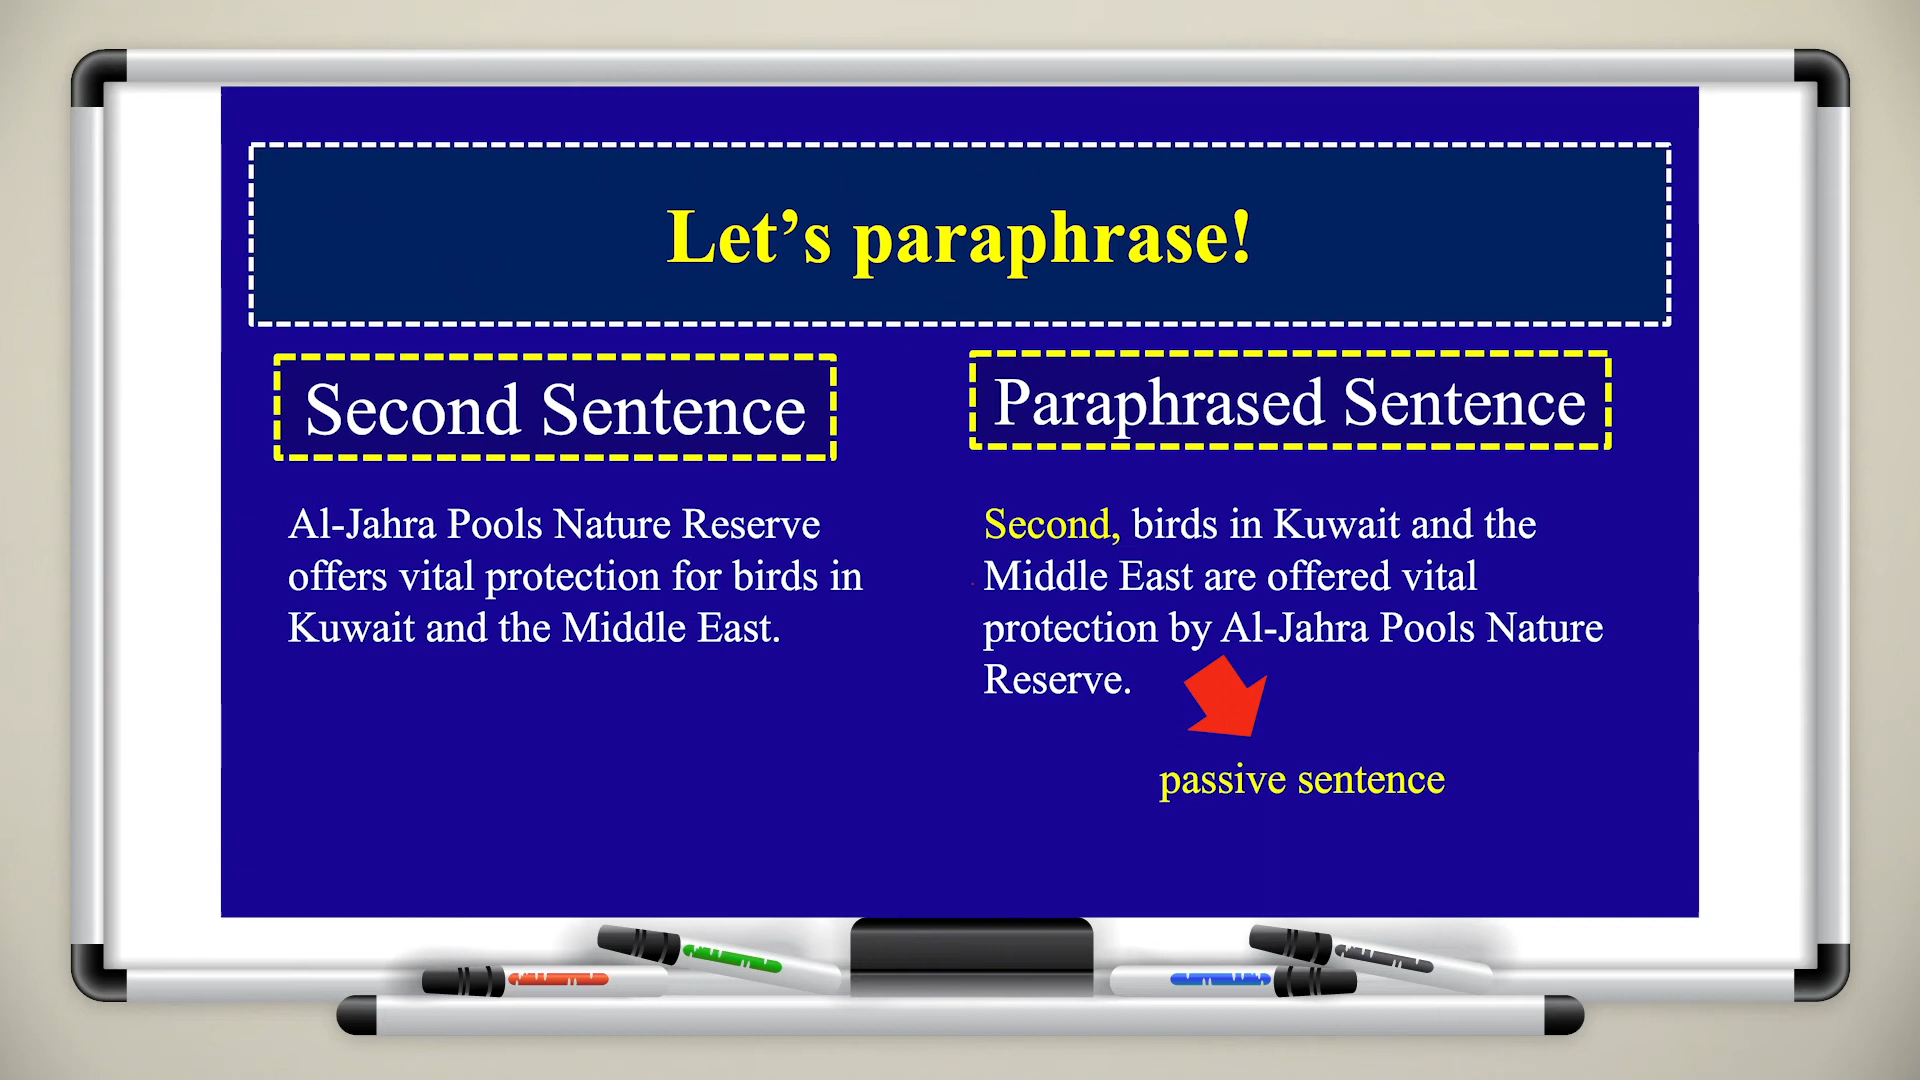 Let’s paraphrase!
Second Sentence
Al-Jahra Pools Nature Reserve
offers vital protection for birds in
Kuwait and the Middle East.
Paraphrased Sentence
Second, birds in Kuwait and the
Middle East are offered vital
protection by Al-Jahra Pools Nature
Reserve.
passive sentence